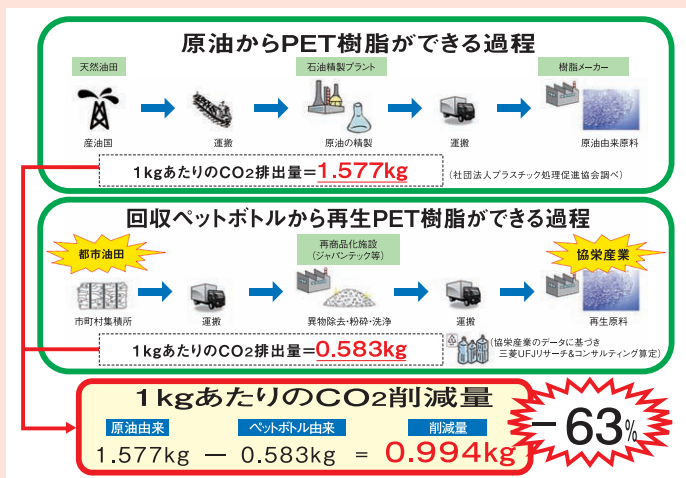 原油からPET樹脂ができる過程
天然油田 石油精製プラント 樹脂メーカー
産油国 運搬 原油の精製 運搬 原油由来原料
1kgあたりのCO2排出量=1.577kg (社団法人プラスチック処理促進協会調べ)
回収ペットボトルから再生PET樹脂ができる過程
都市油田 再商品化施設 協栄産業
(ジャパンテック等)
市町村集積所 運搬 異物除去・粉砕・洗浄 運搬 再生原料
1kgあたりのCO2排出量=0.583kg (協栄産業のデータに基づき
三菱UFJリサーチ&コンサルティング算定)
1kgあたりのCO2削減量
原油由来 ペットボトル由来 削減量
1.577kg — 0.583kg = 0.994kg
−63%